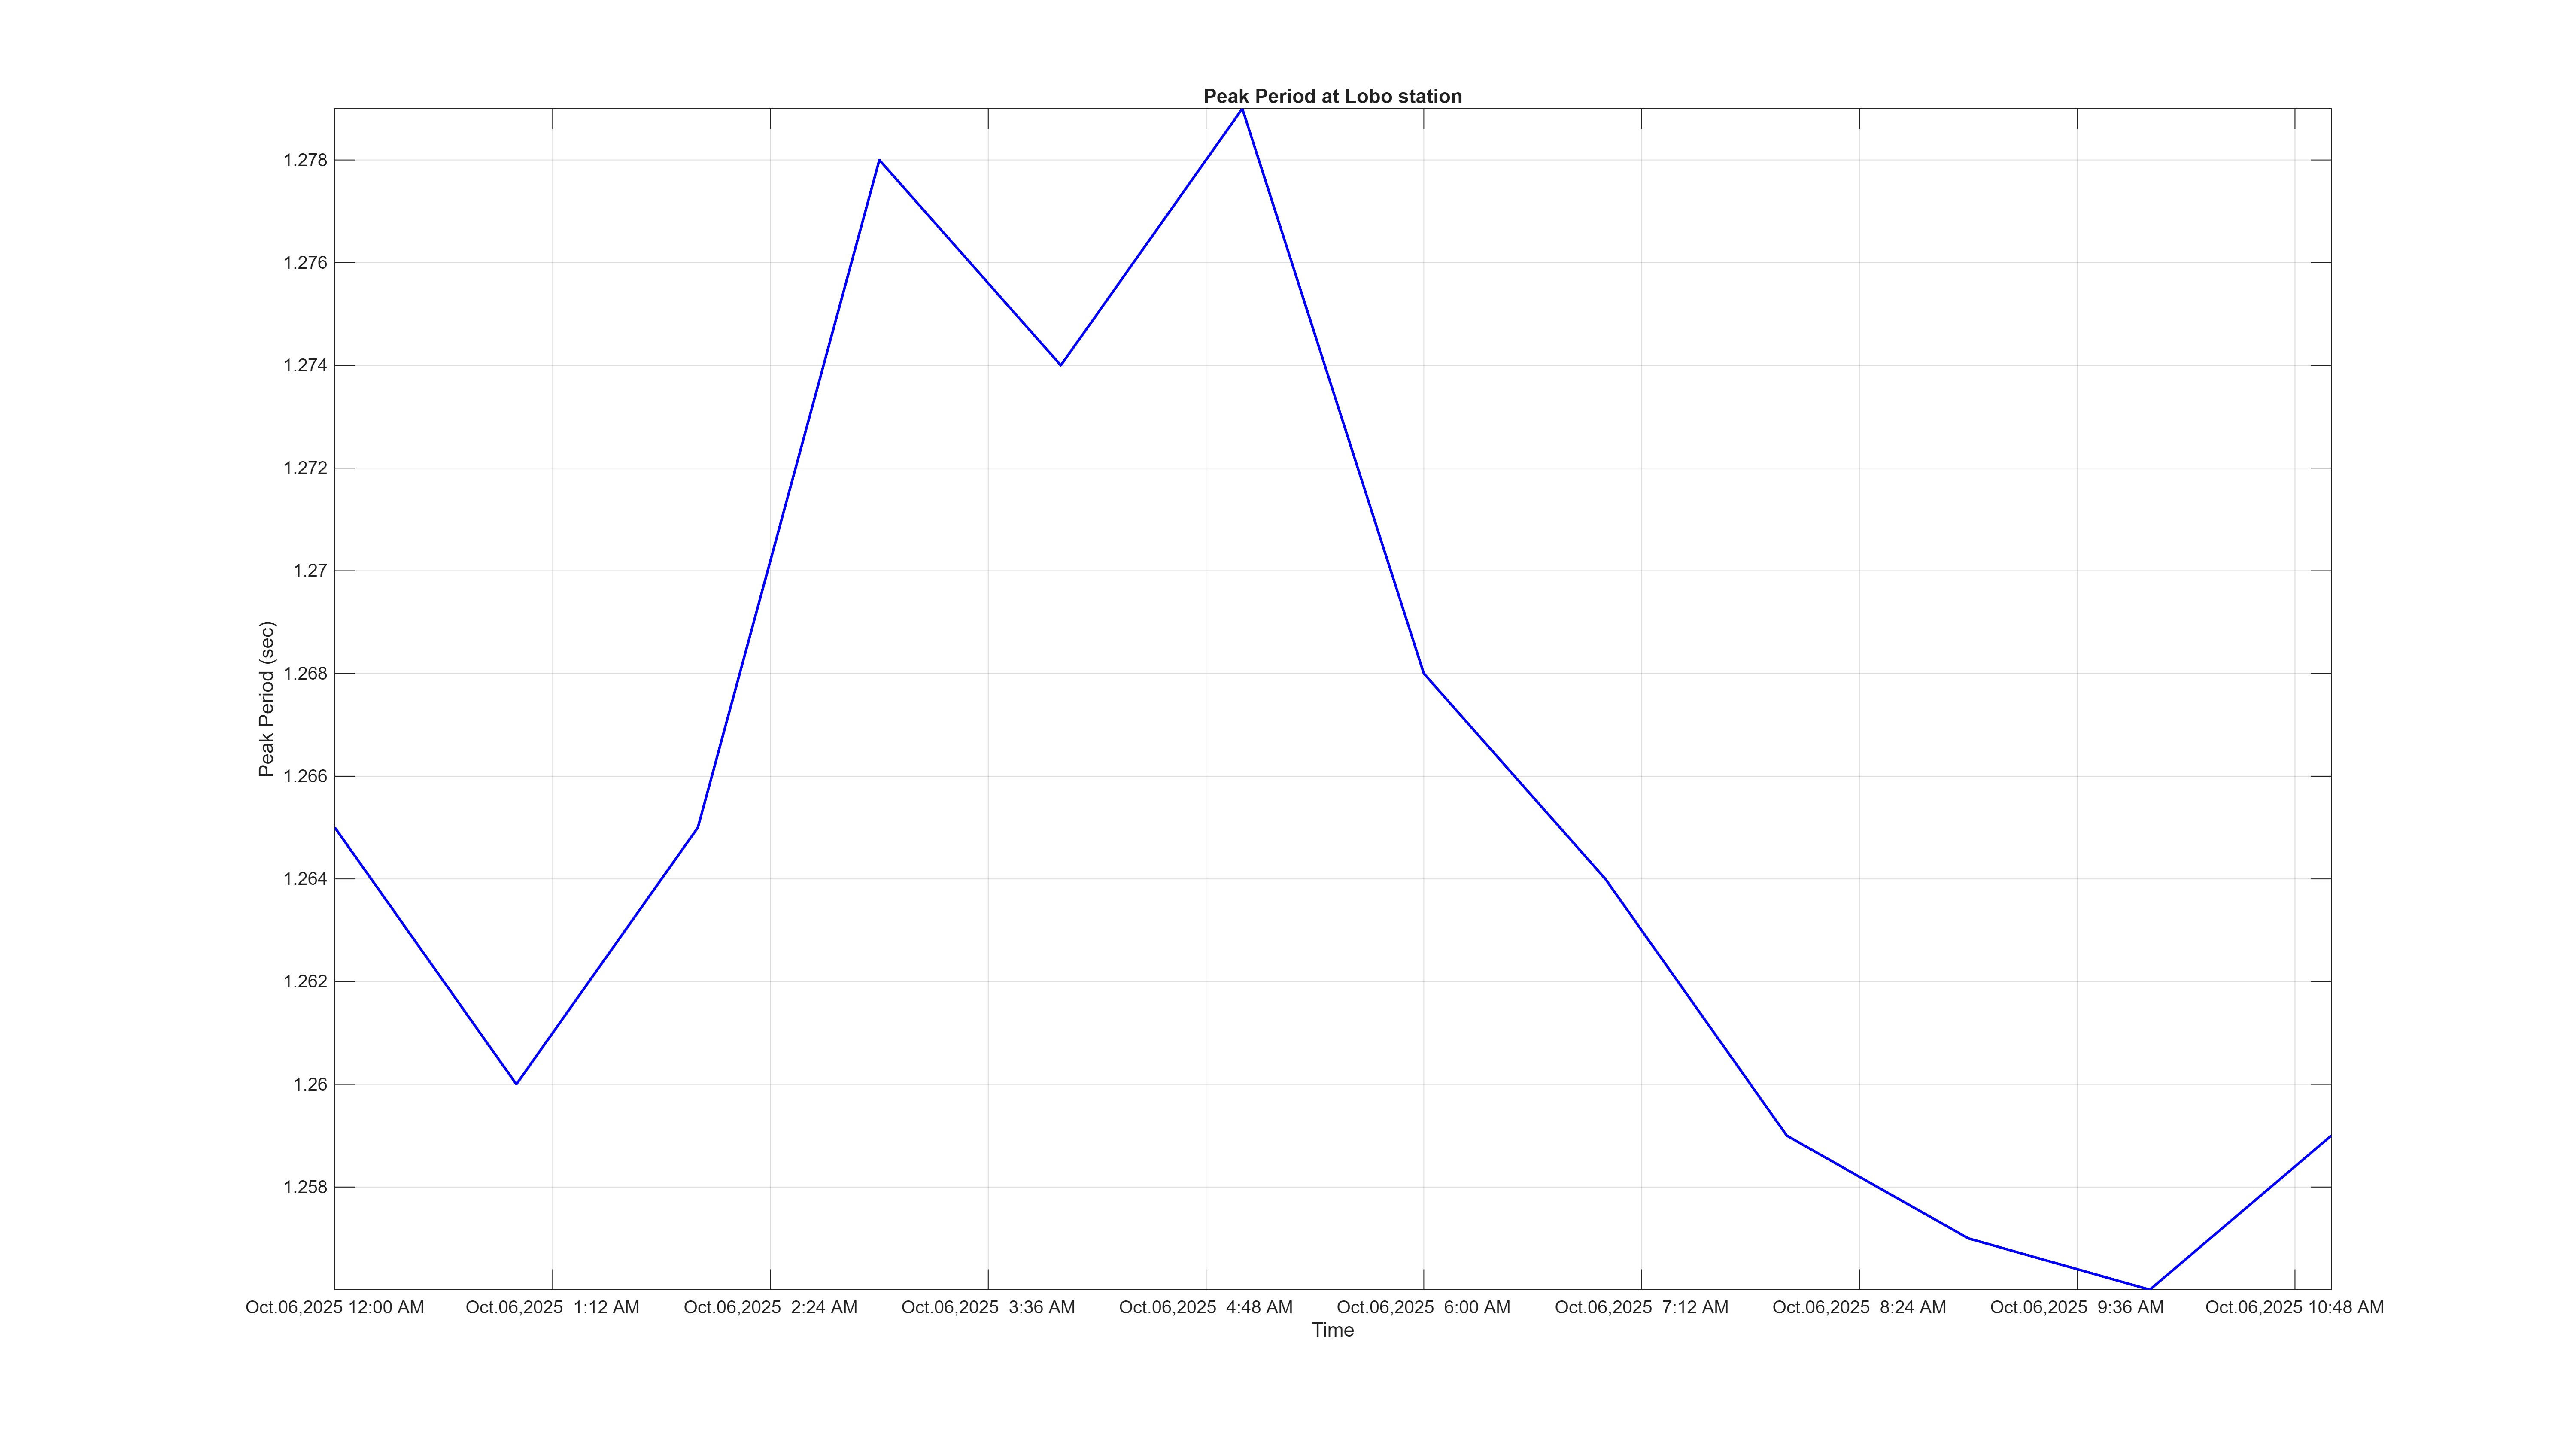 Peak Period at Lobo station
1.278
1.276
1.274
1.272
1.27
1.268
1.266
1.264
1.262
1.26
1.258
Peak Period (sec)
Oct.06,2025 12:00 AM Oct.06,2025  1:12 AM Oct.06,2025  2:24 AM Oct.06,2025  3:36 AM Oct.06,2025  4:48 AM Oct.06,2025  6:00 AM Oct.06,2025  7:12 AM Oct.06,2025  8:24 AM Oct.06,2025  9:36 AM Oct.06,2025 10:48 AM
Time